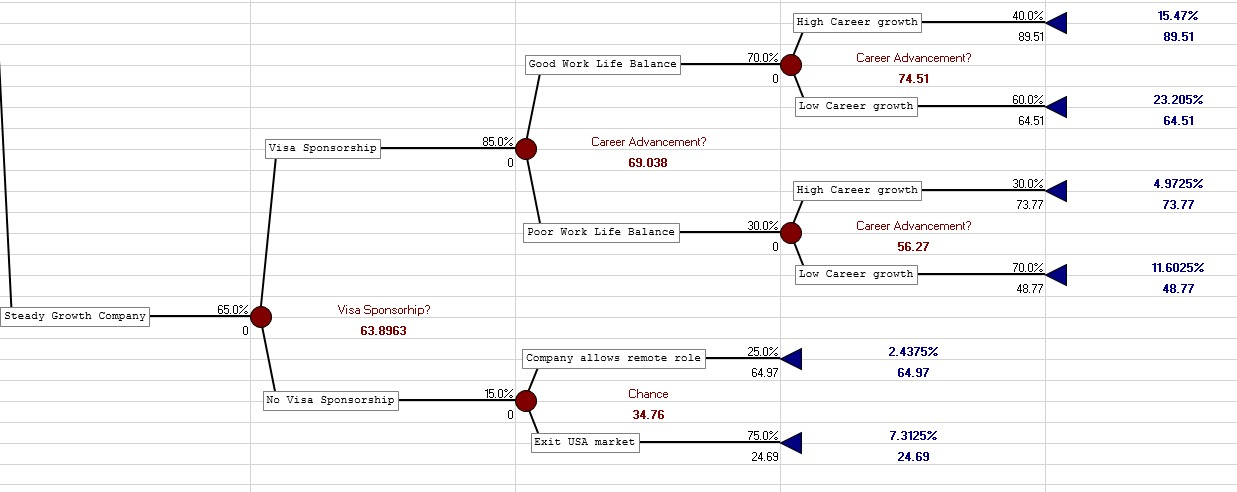 High Career growth
40.0%
89.51
15.47%
89.51
Good Work Life Balance
70.0%
0
Career Advancement?
74.51
Low Career growth
60.0%
64.51
23.205%
64.51
Visa Sponsorship
85.0%
0
Career Advancement?
69.038
High Career growth
30.0%
73.77
4.9725%
73.77
Poor Work Life Balance
30.0%
0
Career Advancement?
56.27
Low Career growth
70.0%
48.77
11.6025%
48.77
Steady Growth Company
65.0%
0
Visa Sponsorhip?
63.8963
Company allows remote role
25.0%
64.97
2.4375%
64.97
No Visa Sponsorship
15.0%
0
Chance
34.76
Exit USA market
75.0%
24.69
7.3125%
24.69